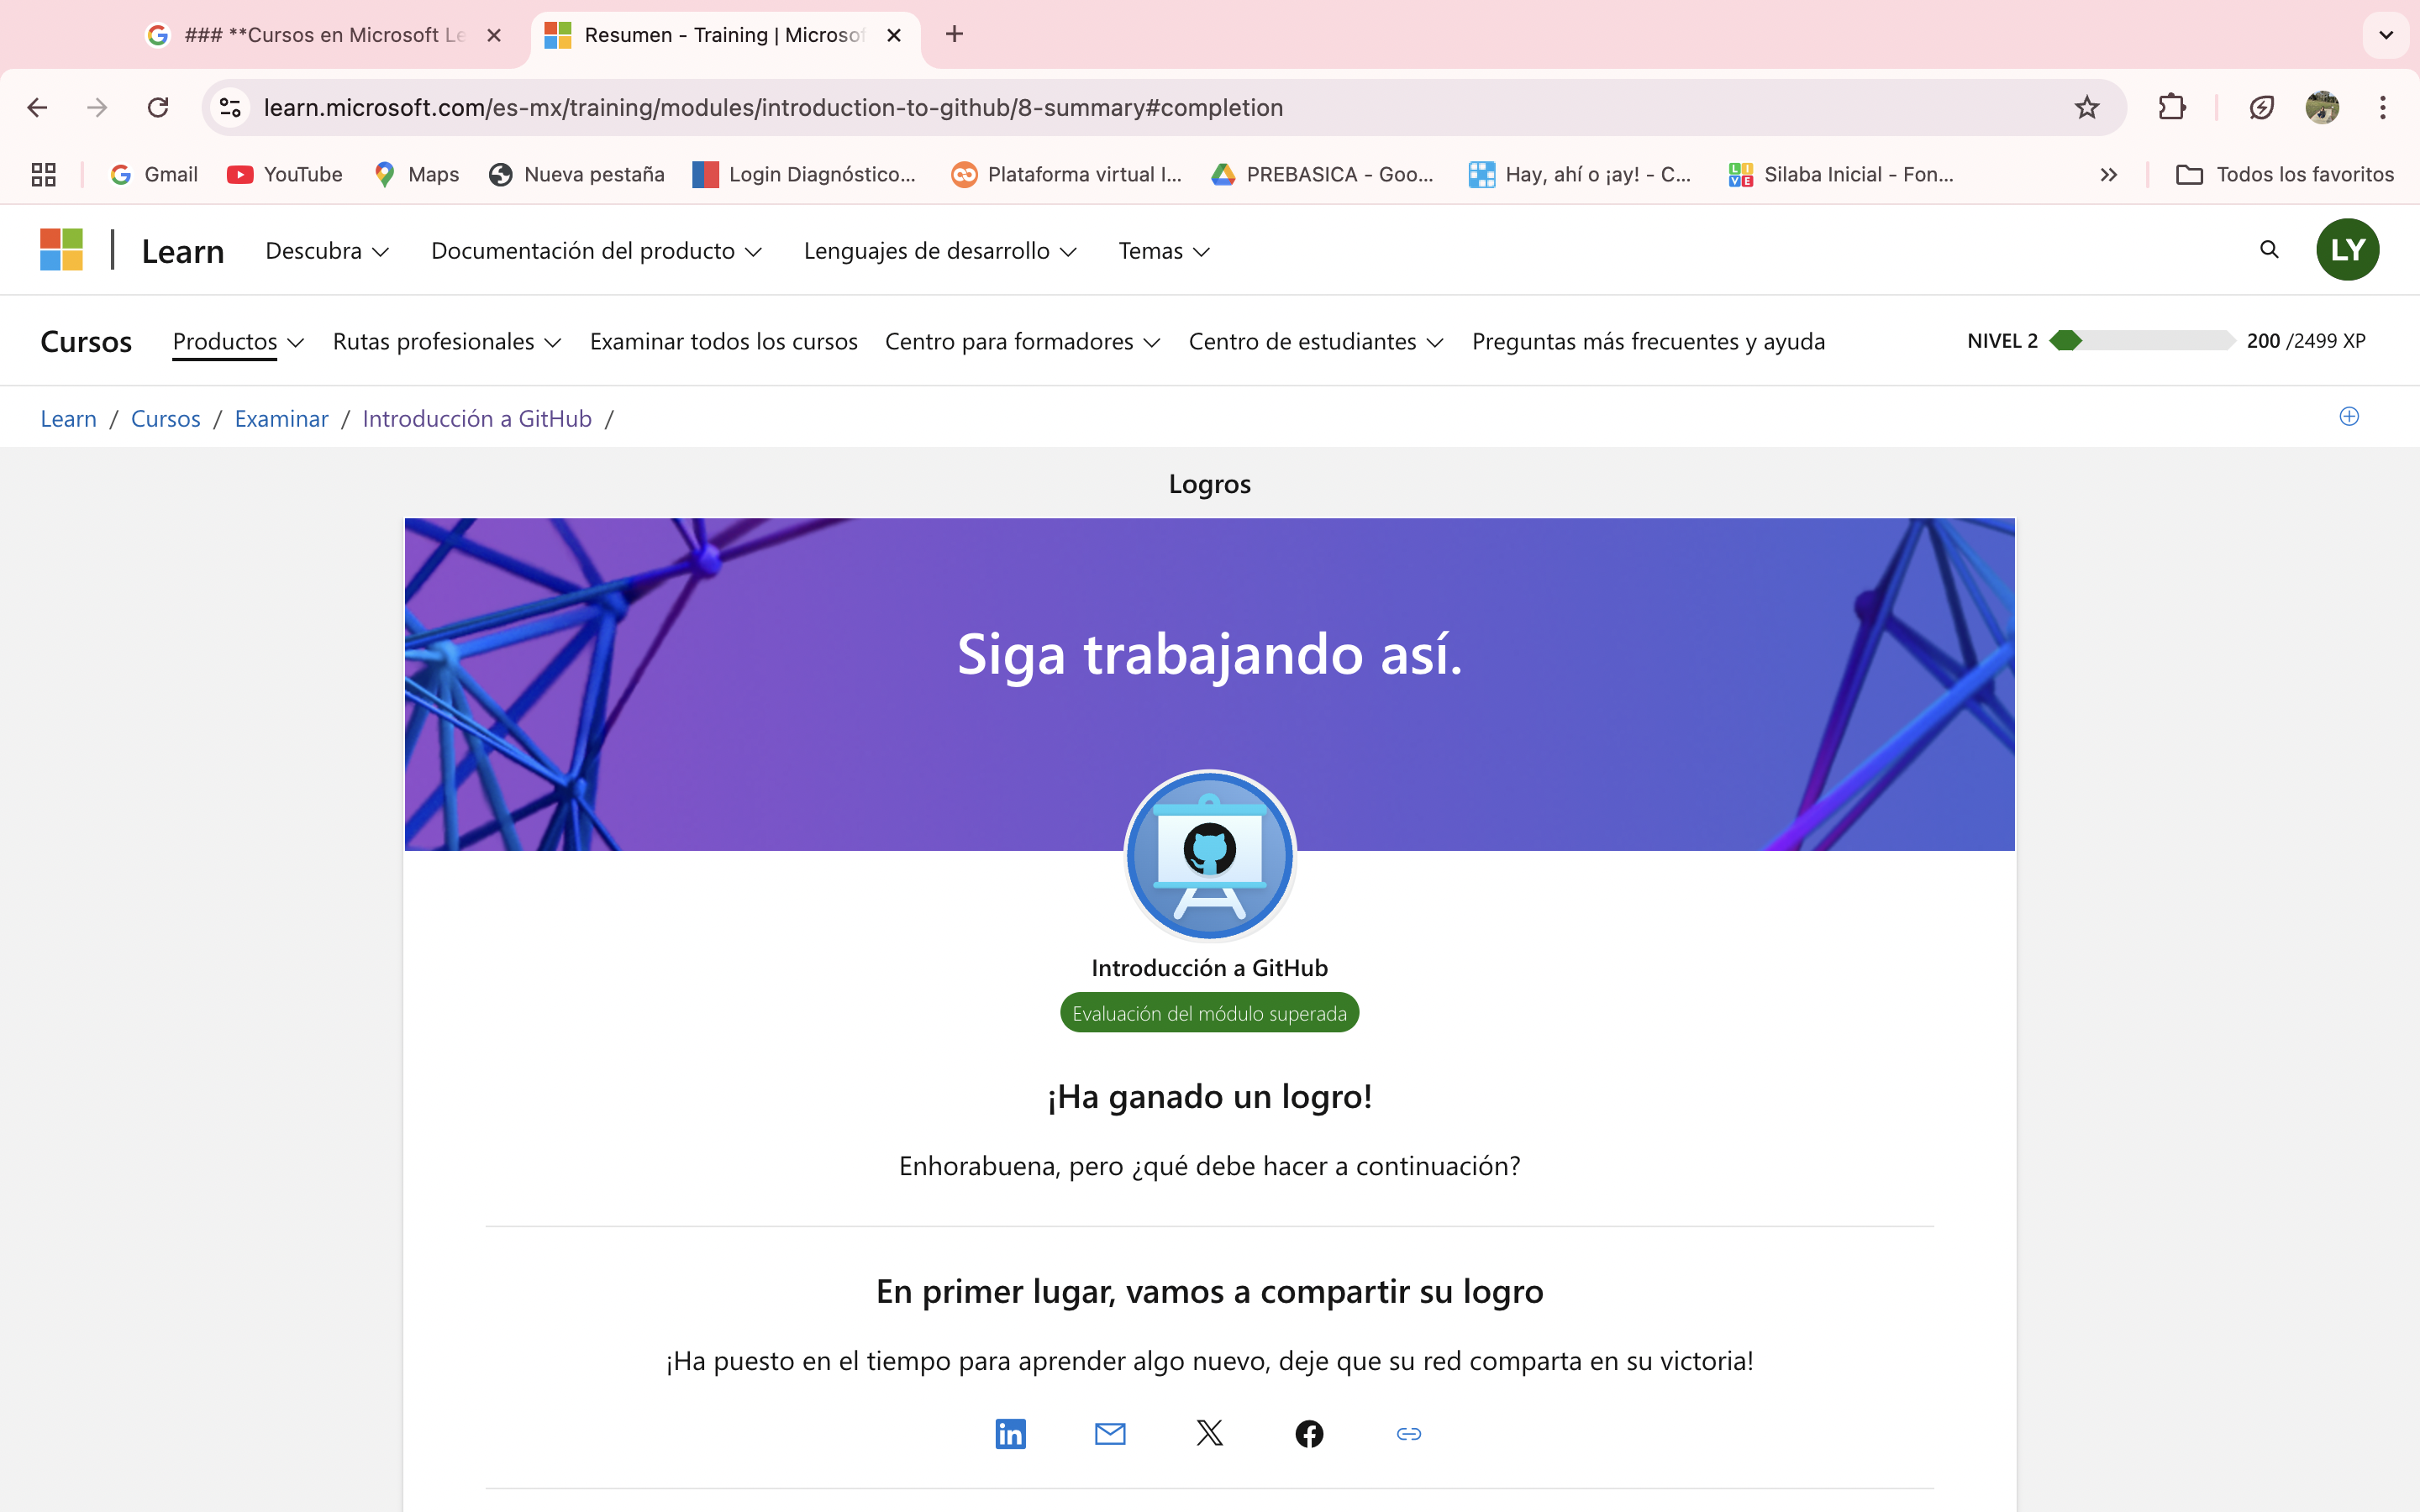 ### **Cursos en Microsoft Le
Resumen - Training | Microsof
learn.microsoft.com/es-mx/training/modules/introduction-to-github/8-summary#completion
Gmail
YouTube
Maps
Nueva pestaña
Login Diagnóstico...
Plataforma virtual I...
PREBASICA - Goo...
Hay, ahí o ¡ay! - C...
Silaba Inicial - Fon...
Todos los favoritos
Learn
Descubra
Documentación del producto
Lenguajes de desarrollo
Temas
LY
Cursos
Productos
Rutas profesionales
Examinar todos los cursos
Centro para formadores
Centro de estudiantes
Preguntas más frecuentes y ayuda
NIVEL 2
200 /2499 XP
Learn / Cursos / Examinar / Introducción a GitHub /
Logros
Siga trabajando así.
Introducción a GitHub
Evaluación del módulo superada
¡Ha ganado un logro!
Enhorabuena, pero ¿qué debe hacer a continuación?
En primer lugar, vamos a compartir su logro
¡Ha puesto en el tiempo para aprender algo nuevo, deje que su red comparta en su victoria!